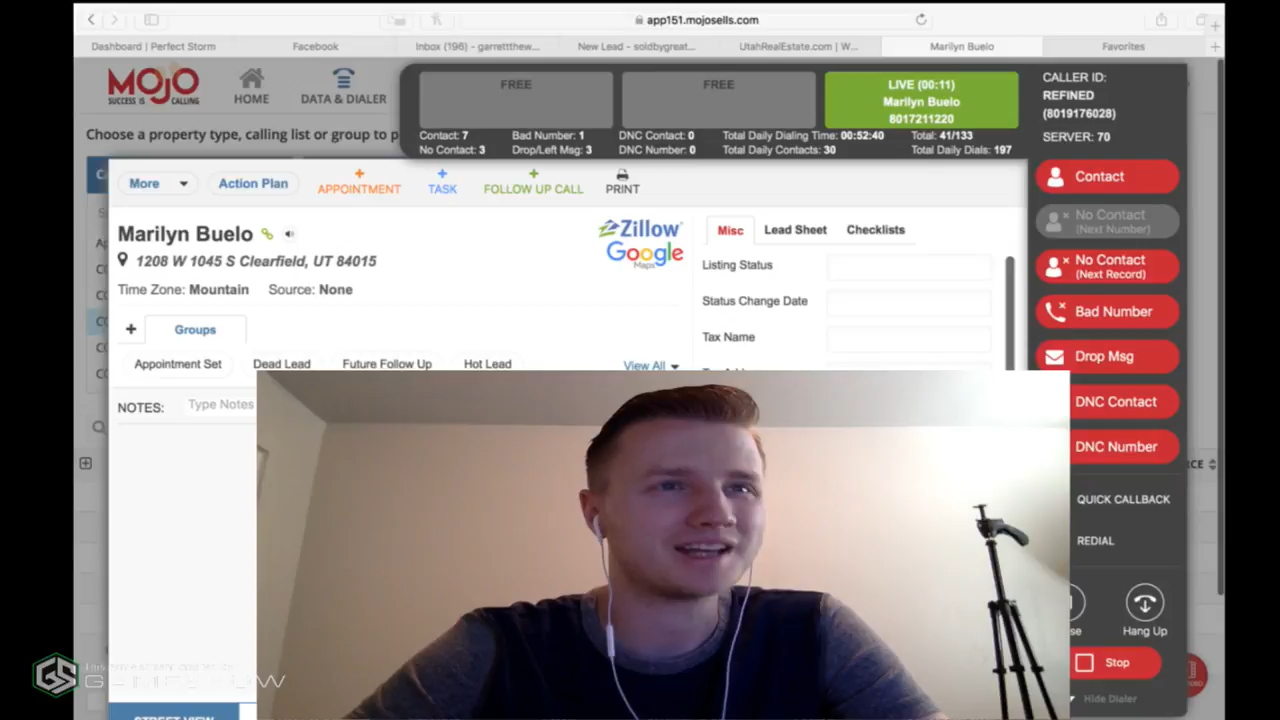 app151.mojosells.com
Dashboard | Perfect Storm
Facebook
Inbox (196) - garrettthew...
New Lead - soldbygreat...
UtahRealEstate.com | W...
Marilyn Buelo
Favorites
MOJO
SUCCESS IS CALLING
HOME
DATA & DIALER
FREE
FREE
LIVE (00:11)
Marilyn Buelo
8017211220
CALLER ID:
REFINED
(8019176028)
SERVER: 70
Contact: 7
Bad Number: 1
DNC Contact: 0
Total Daily Dialing Time: 00:52:40
Total: 41/133
No Contact: 3
Drop/Left Msg: 3
DNC Number: 0
Total Daily Contacts: 30
Total Daily Dials: 197
Choose a property type, calling list or group to p
More
Action Plan
APPOINTMENT
TASK
FOLLOW UP CALL
PRINT
Marilyn Buelo
1208 W 1045 S Clearfield, UT 84015
Time Zone: Mountain
Source: None
Zillow
Google
Maps
Groups
Appointment Set
Dead Lead
Future Follow Up
Hot Lead
View All
NOTES:
Type Notes
Misc
Lead Sheet
Checklists
Listing Status
Status Change Date
Tax Name
Contact
No Contact
(Next Number)
No Contact
(Next Record)
Bad Number
Drop Msg
DNC Contact
DNC Number
RCE
QUICK CALLBACK
REDIAL
se
Hang Up
Stop
Hide Dialer
STREET VIEW
GS